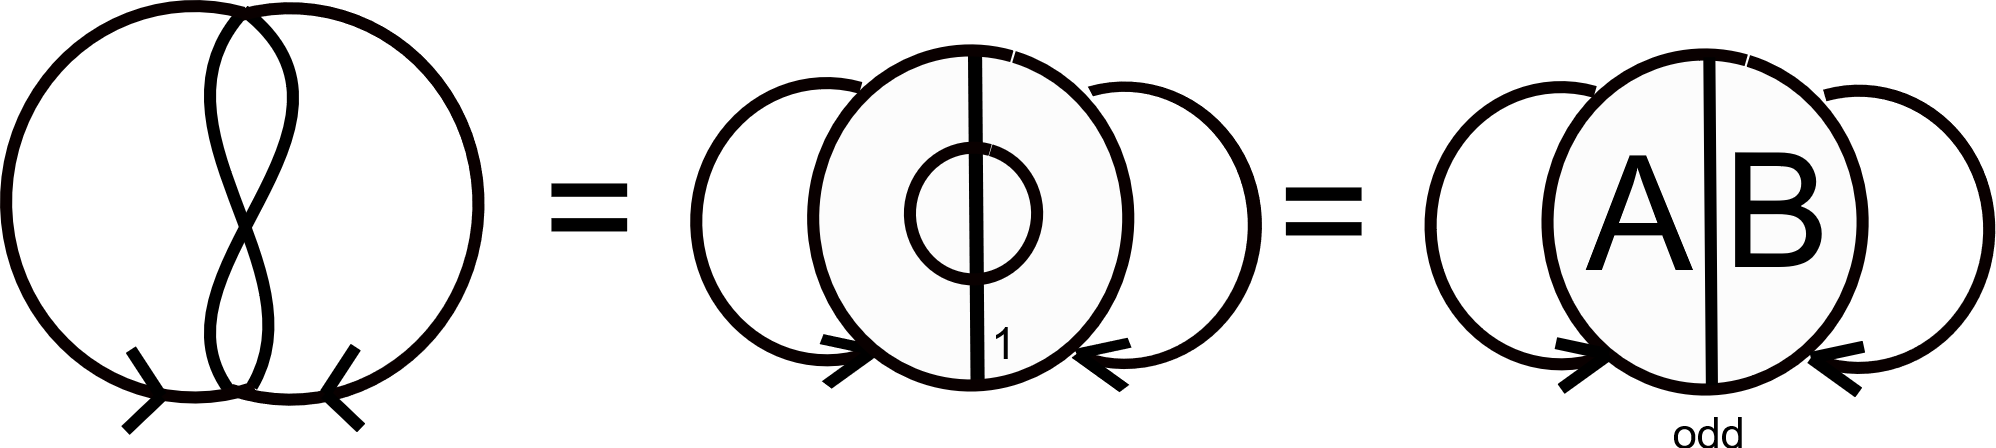 =
1
=
A B
odd